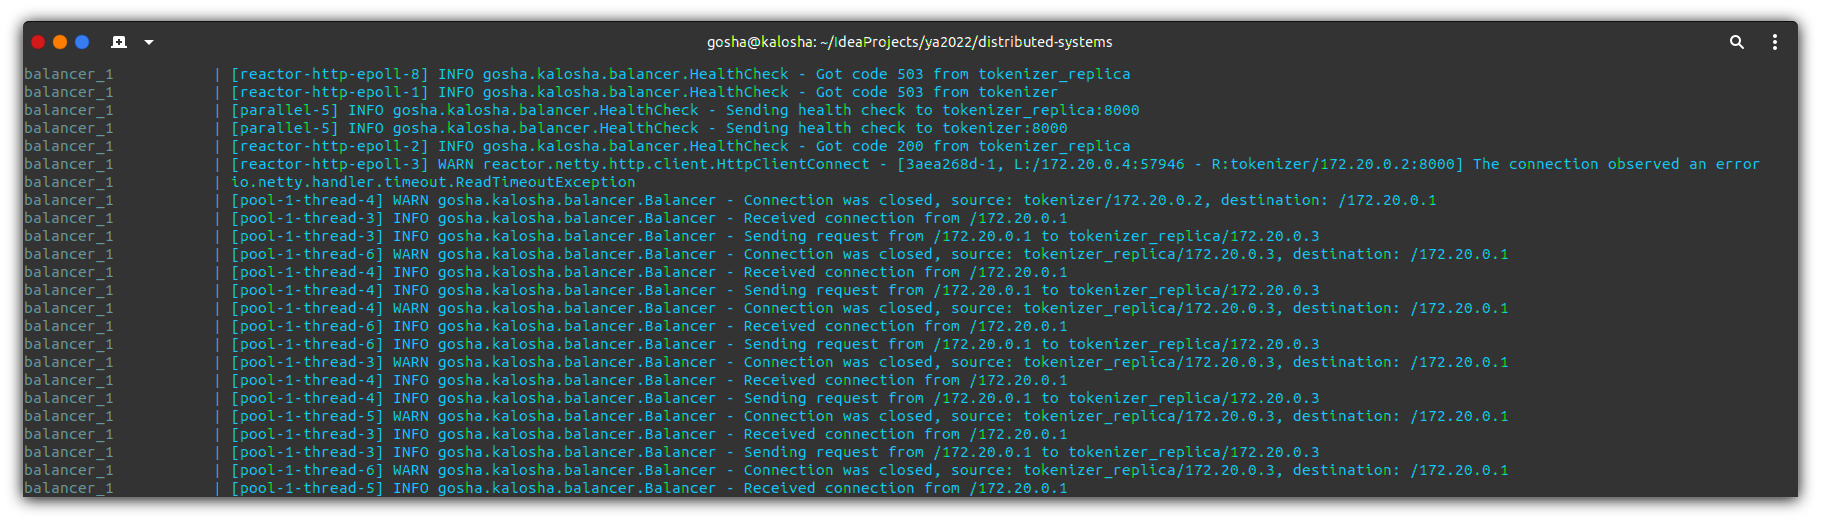 gosha@kalosha: ~/IdeaProjects/ya2022/distributed-systems
balancer_1 | [reactor-http-epoll-8] INFO gosha.kalosha.balancer.HealthCheck - Got code 503 from tokenizer_replica
balancer_1 | [reactor-http-epoll-1] INFO gosha.kalosha.balancer.HealthCheck - Got code 503 from tokenizer
balancer_1 | [parallel-5] INFO gosha.kalosha.balancer.HealthCheck - Sending health check to tokenizer_replica:8000
balancer_1 | [parallel-5] INFO gosha.kalosha.balancer.HealthCheck - Sending health check to tokenizer:8000
balancer_1 | [reactor-http-epoll-2] INFO gosha.kalosha.balancer.HealthCheck - Got code 200 from tokenizer_replica
balancer_1 | [reactor-http-epoll-3] WARN reactor.netty.http.client.HttpClientConnect - [3aea268d-1, L:/172.20.0.4:57946 - R:tokenizer/172.20.0.2:8000] The connection observed an error
balancer_1 | io.netty.handler.timeout.ReadTimeoutException
balancer_1 | [pool-1-thread-4] WARN gosha.kalosha.balancer.Balancer - Connection was closed, source: tokenizer/172.20.0.2, destination: /172.20.0.1
balancer_1 | [pool-1-thread-3] INFO gosha.kalosha.balancer.Balancer - Received connection from /172.20.0.1
balancer_1 | [pool-1-thread-3] INFO gosha.kalosha.balancer.Balancer - Sending request from /172.20.0.1 to tokenizer_replica/172.20.0.3
balancer_1 | [pool-1-thread-6] WARN gosha.kalosha.balancer.Balancer - Connection was closed, source: tokenizer_replica/172.20.0.3, destination: /172.20.0.1
balancer_1 | [pool-1-thread-4] INFO gosha.kalosha.balancer.Balancer - Received connection from /172.20.0.1
balancer_1 | [pool-1-thread-4] INFO gosha.kalosha.balancer.Balancer - Sending request from /172.20.0.1 to tokenizer_replica/172.20.0.3
balancer_1 | [pool-1-thread-4] WARN gosha.kalosha.balancer.Balancer - Connection was closed, source: tokenizer_replica/172.20.0.3, destination: /172.20.0.1
balancer_1 | [pool-1-thread-6] INFO gosha.kalosha.balancer.Balancer - Received connection from /172.20.0.1
balancer_1 | [pool-1-thread-6] INFO gosha.kalosha.balancer.Balancer - Sending request from /172.20.0.1 to tokenizer_replica/172.20.0.3
balancer_1 | [pool-1-thread-3] WARN gosha.kalosha.balancer.Balancer - Connection was closed, source: tokenizer_replica/172.20.0.3, destination: /172.20.0.1
balancer_1 | [pool-1-thread-4] INFO gosha.kalosha.balancer.Balancer - Received connection from /172.20.0.1
balancer_1 | [pool-1-thread-4] INFO gosha.kalosha.balancer.Balancer - Sending request from /172.20.0.1 to tokenizer_replica/172.20.0.3
balancer_1 | [pool-1-thread-5] WARN gosha.kalosha.balancer.Balancer - Connection was closed, source: tokenizer_replica/172.20.0.3, destination: /172.20.0.1
balancer_1 | [pool-1-thread-3] INFO gosha.kalosha.balancer.Balancer - Received connection from /172.20.0.1
balancer_1 | [pool-1-thread-3] INFO gosha.kalosha.balancer.Balancer - Sending request from /172.20.0.1 to tokenizer_replica/172.20.0.3
balancer_1 | [pool-1-thread-6] WARN gosha.kalosha.balancer.Balancer - Connection was closed, source: tokenizer_replica/172.20.0.3, destination: /172.20.0.1
balancer_1 | [pool-1-thread-5] INFO gosha.kalosha.balancer.Balancer - Received connection from /172.20.0.1